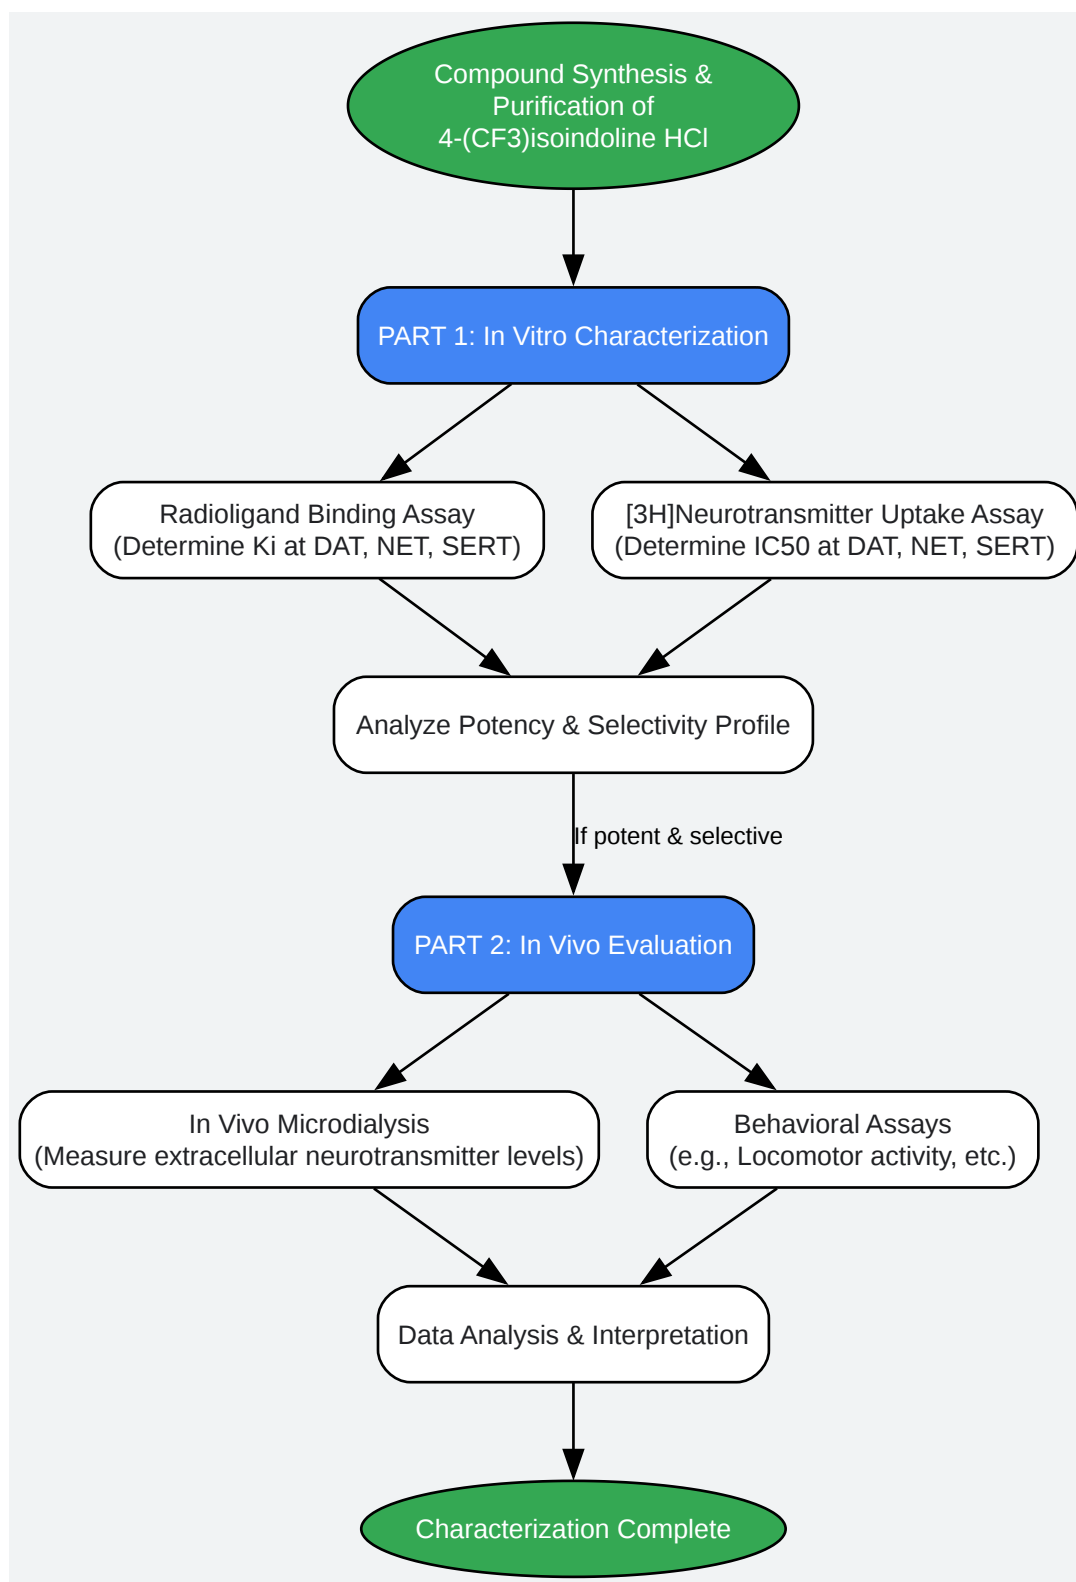 Compound Synthesis &
Purification of
4-(CF3)isoindoline HCl
PART 1: In Vitro Characterization
Radioligand Binding Assay
(Determine Ki at DAT, NET, SERT)
[3H]Neurotransmitter Uptake Assay
(Determine IC50 at DAT, NET, SERT)
Analyze Potency & Selectivity Profile
If potent & selective
PART 2: In Vivo Evaluation
In Vivo Microdialysis
(Measure extracellular neurotransmitter levels)
Behavioral Assays
(e.g., Locomotor activity, etc.)
Data Analysis & Interpretation
Characterization Complete